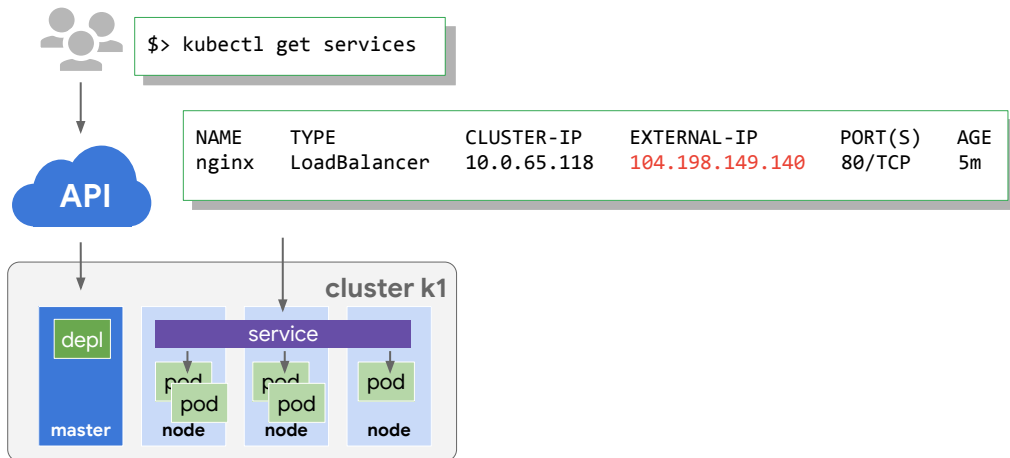 $> kubectl get services
NAME TYPE CLUSTER-IP EXTERNAL-IP PORT(S) AGE
nginx LoadBalancer 10.0.65.118 104.198.149.140 80/TCP 5m
API
cluster k1
depl
service
pod
pod
pod
pod
pod
master
node
node
node